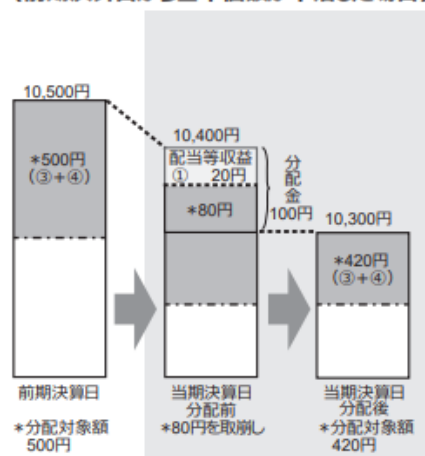 10,500円
*500円
(③+④)
10,400円
配当等収益
① 20円
*80円
分配金
100円
10,300円
*420円
(③+④)
前期決算日
*分配対象額
500円
当期決算日
分配前
*80円を取崩し
当期決算日
分配後
*分配対象額
420円